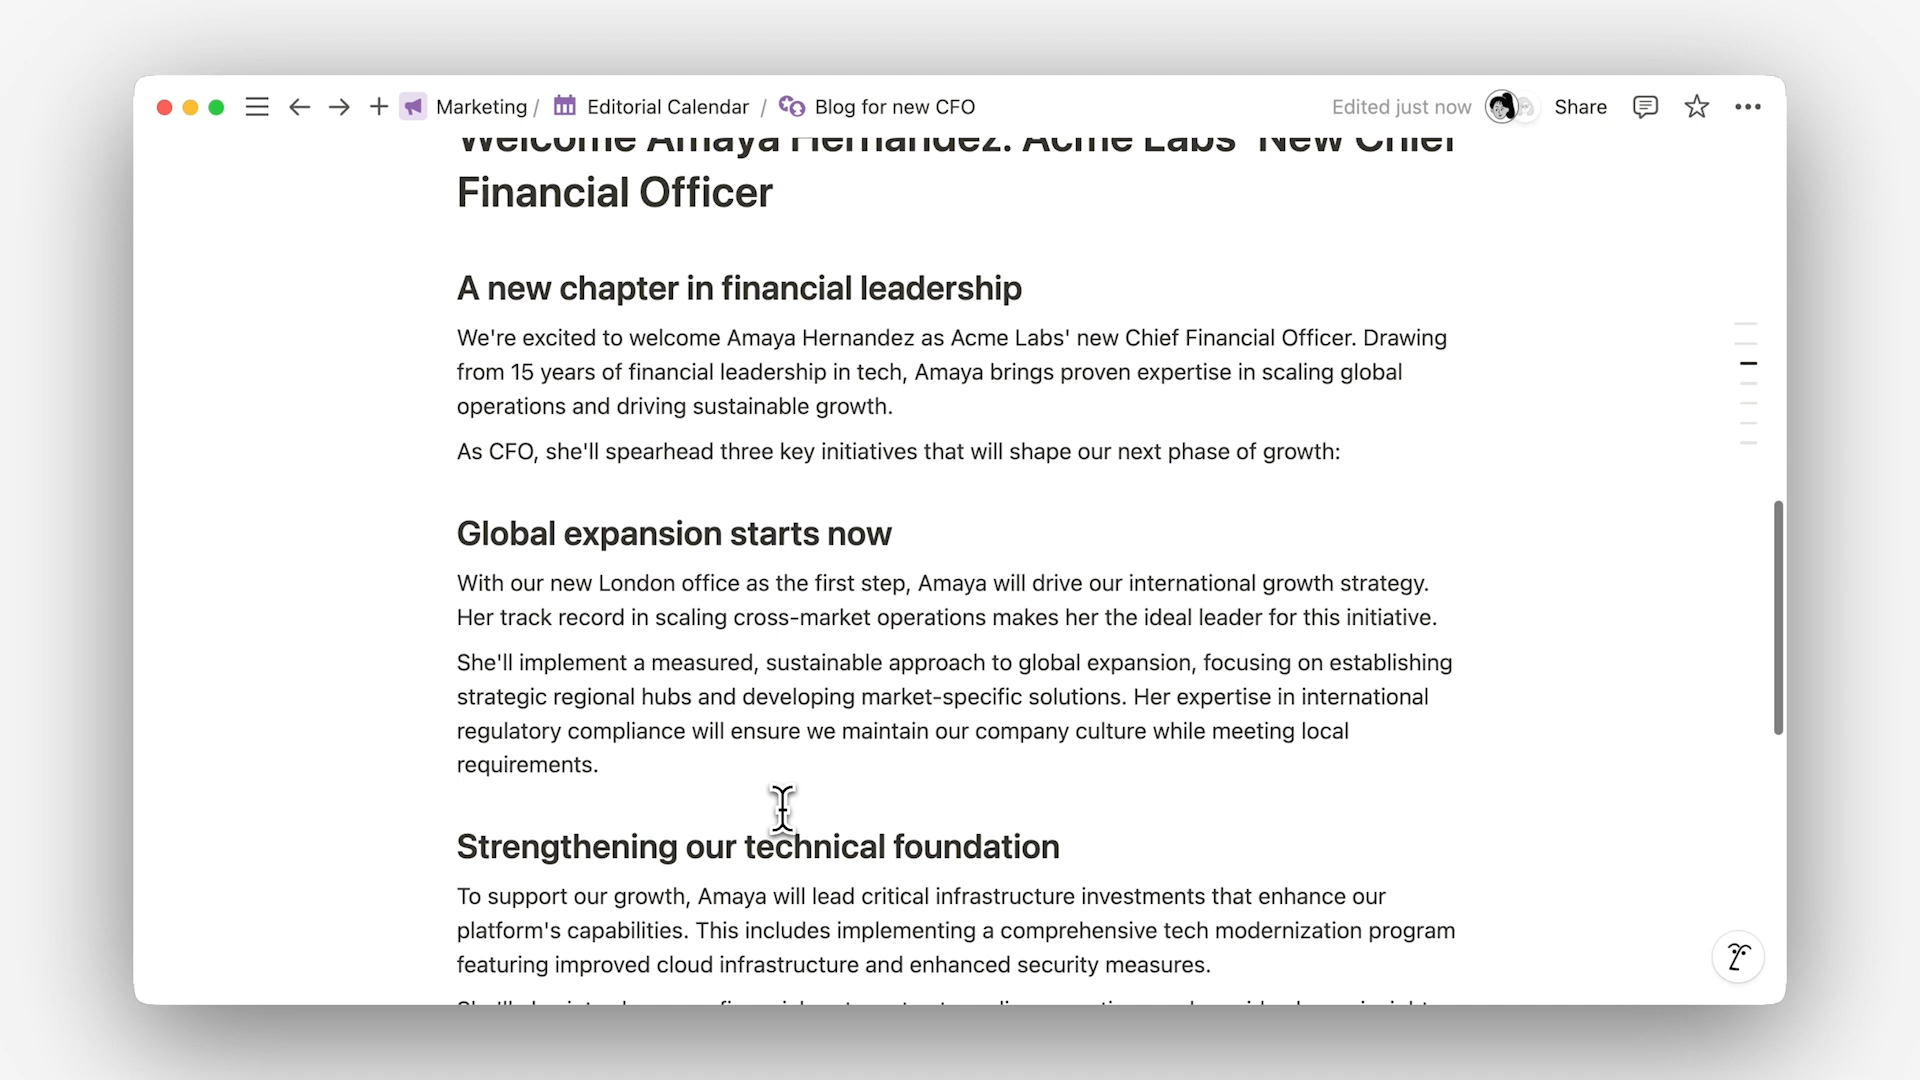 Marketing / Editorial Calendar / Blog for new CFO
Edited just now
Share
Welcome Amaya Hernandez: Acme Labs' New Chief
Financial Officer
A new chapter in financial leadership
We're excited to welcome Amaya Hernandez as Acme Labs' new Chief Financial Officer. Drawing
from 15 years of financial leadership in tech, Amaya brings proven expertise in scaling global
operations and driving sustainable growth.
As CFO, she'll spearhead three key initiatives that will shape our next phase of growth:
Global expansion starts now
With our new London office as the first step, Amaya will drive our international growth strategy.
Her track record in scaling cross-market operations makes her the ideal leader for this initiative.
She'll implement a measured, sustainable approach to global expansion, focusing on establishing
strategic regional hubs and developing market-specific solutions. Her expertise in international
regulatory compliance will ensure we maintain our company culture while meeting local
requirements.
Strengthening our technical foundation
To support our growth, Amaya will lead critical infrastructure investments that enhance our
platform's capabilities. This includes implementing a comprehensive tech modernization program
featuring improved cloud infrastructure and enhanced security measures.